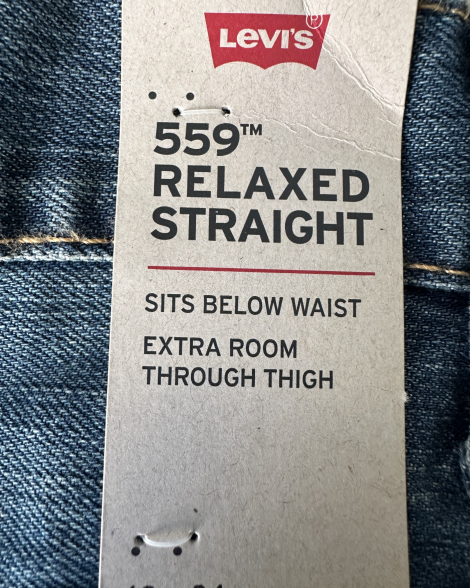 LEVI'S
559™
RELAXED
STRAIGHT
SITS BELOW WAIST
EXTRA ROOM
THROUGH THIGH